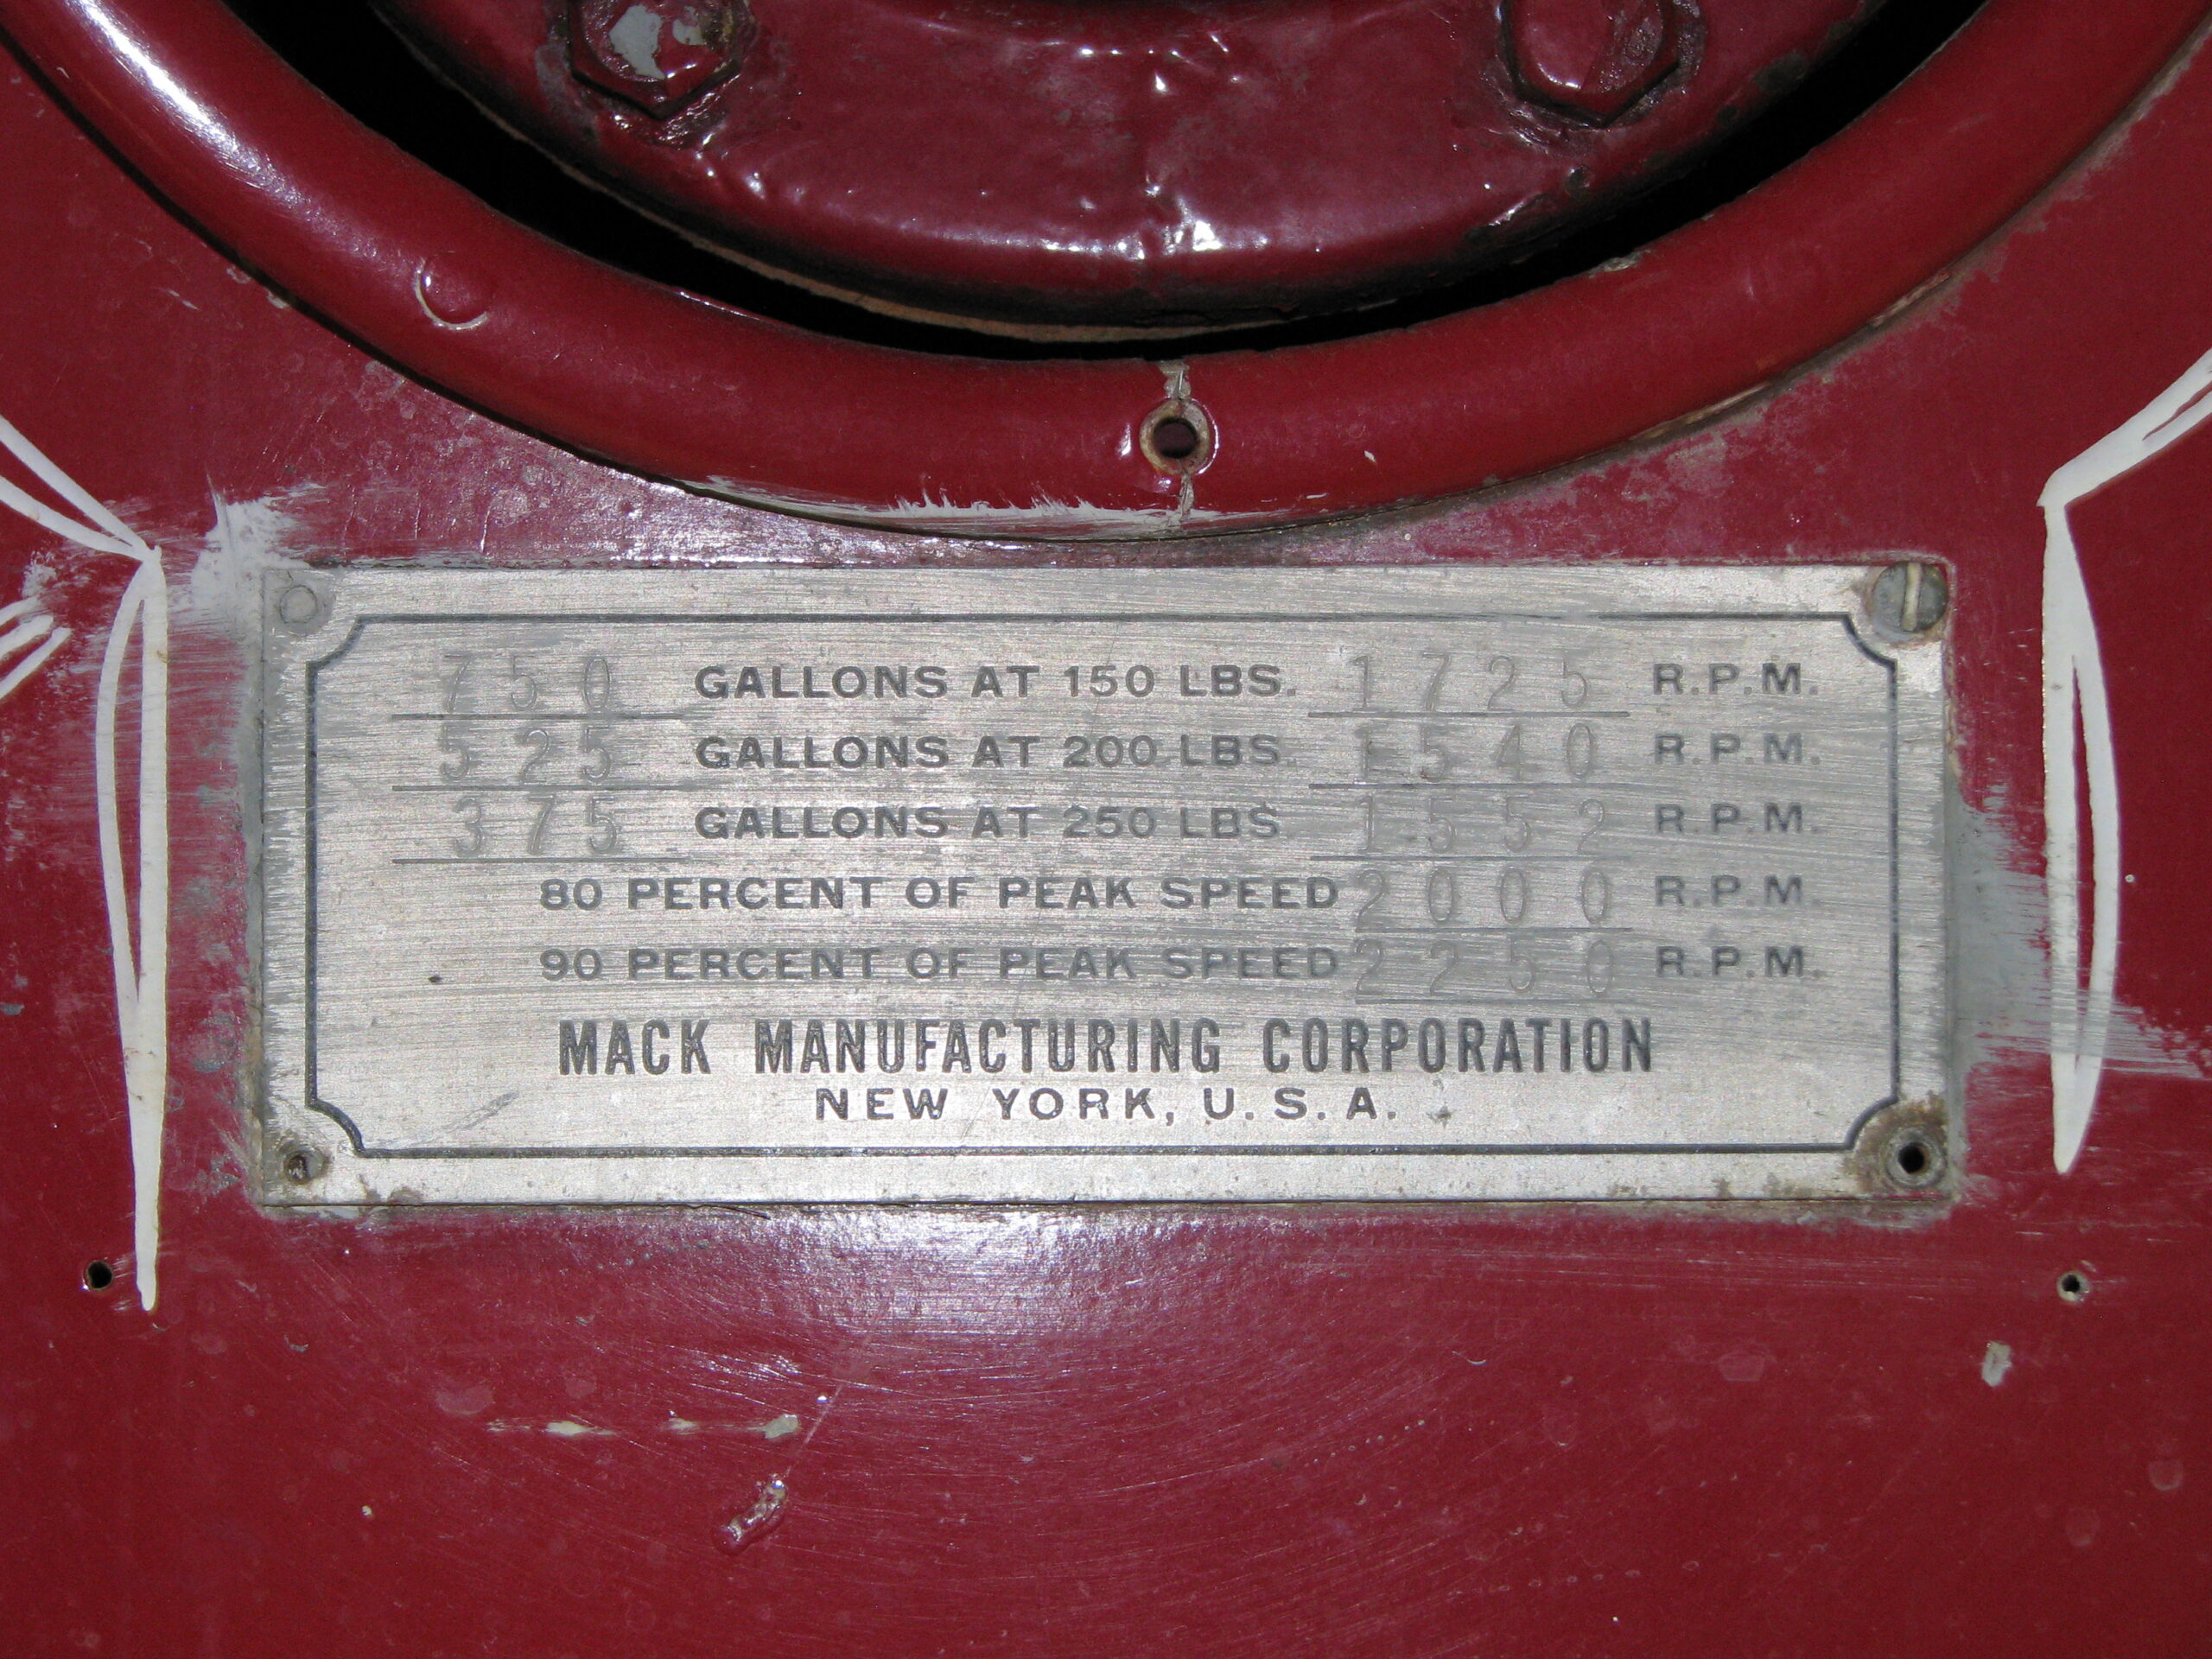 750 GALLONS AT 150 LBS. 1725 R.P.M.
525 GALLONS AT 200 LBS. 1540 R.P.M.
375 GALLONS AT 250 LBS. 1552 R.P.M.
80 PERCENT OF PEAK SPEED 2000 R.P.M.
90 PERCENT OF PEAK SPEED 2250 R.P.M.
MACK MANUFACTURING CORPORATION
NEW YORK, U.S.A.